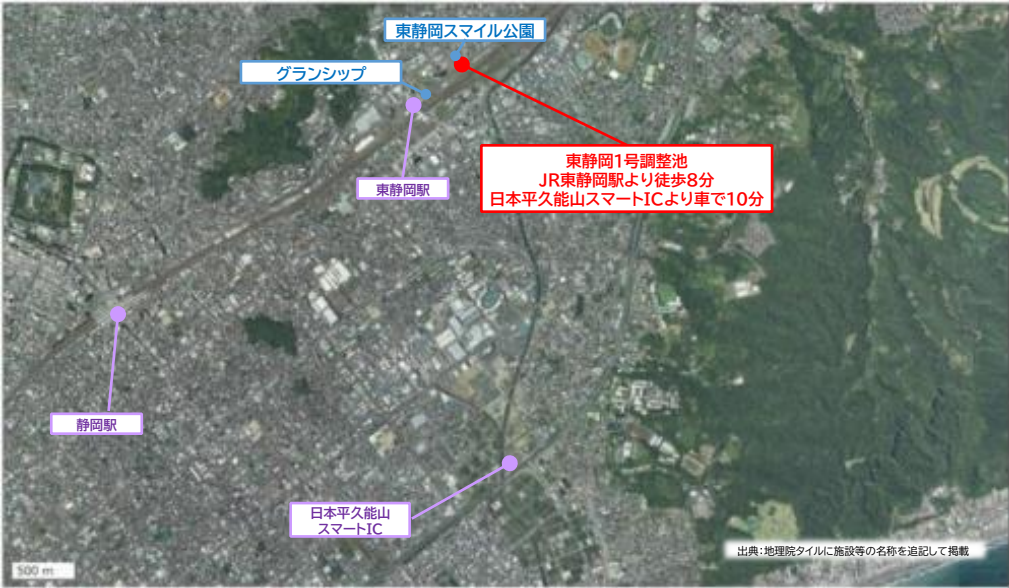 東静岡スマイル公園
グランシップ
東静岡1号調整池
JR東静岡駅より徒歩8分
日本平久能山スマートICより車で10分
東静岡駅
静岡駅
日本平久能山
スマートIC
出典：地理院タイルに施設等の名称を追記して掲載
500 m